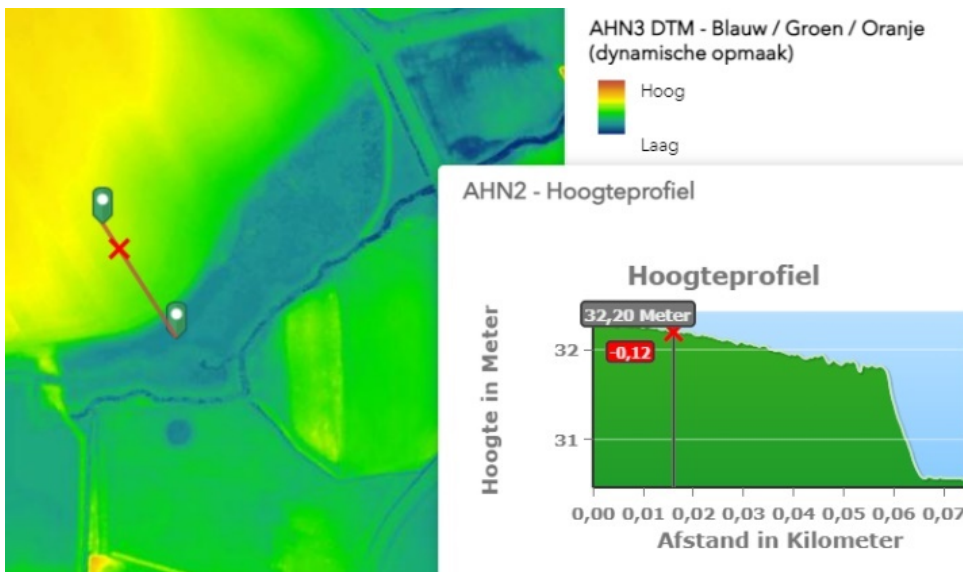 AHN3 DTM - Blauw / Groen / Oranje
(dynamische opmaak)
Hoog
Laag
AHN2 - Hoogteprofiel
Hoogteprofiel
Hoogte in Meter
32,20 Meter
-0,12
32
31
0,00 0,01 0,02 0,03 0,04 0,05 0,06 0,07
Afstand in Kilometer